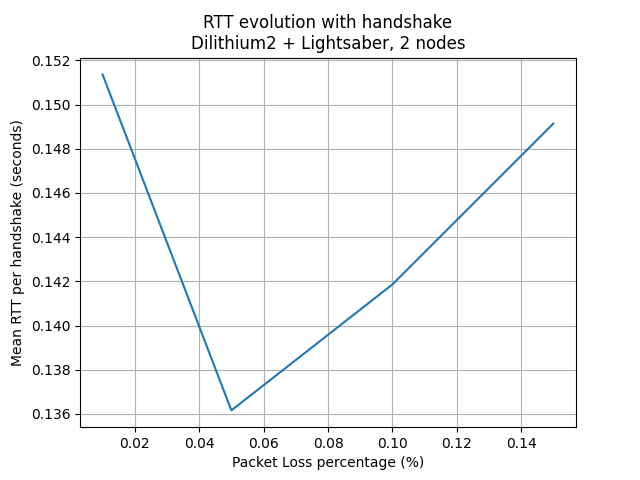 RTT evolution with handshake
Dilithium2 + Lightsaber, 2 nodes
Mean RTT per handshake (seconds)
0.152
0.150
0.148
0.146
0.144
0.142
0.140
0.138
0.136
0.02 0.04 0.06 0.08 0.10 0.12 0.14
Packet Loss percentage (%)